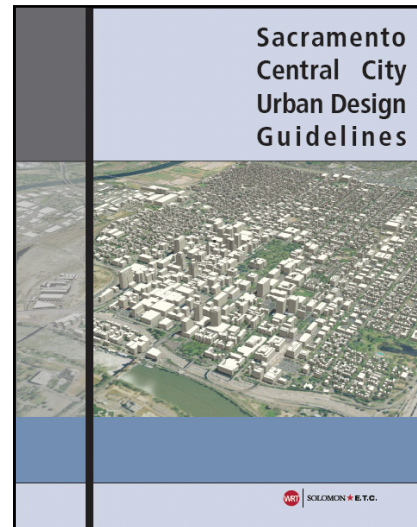 Sacramento
Central City
Urban Design
Guidelines
WRT SOLOMON ★ E.T.C.